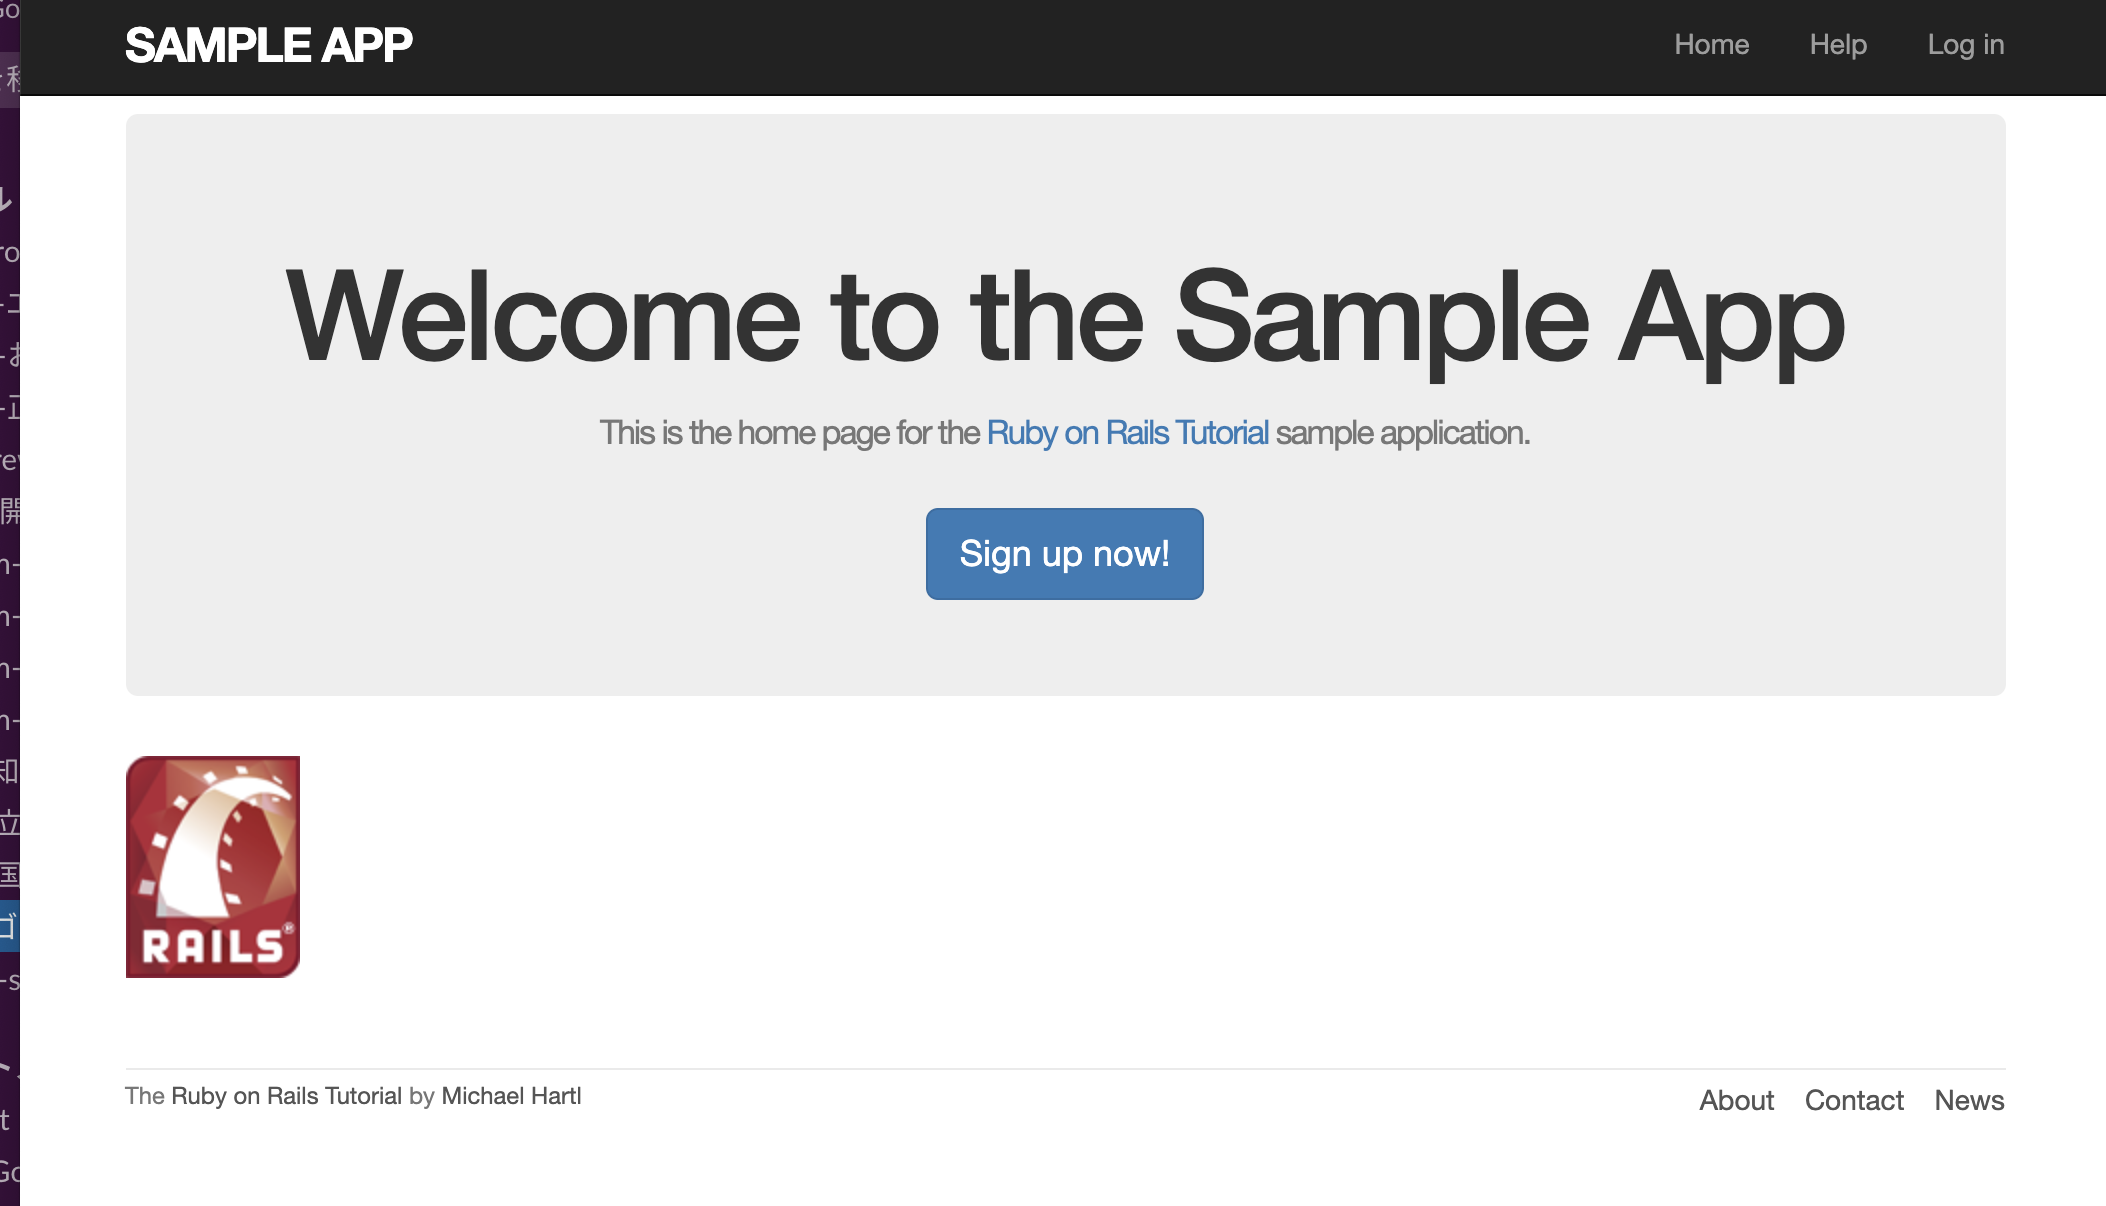 SAMPLE APP
Home Help Log in
Welcome to the Sample App
This is the home page for the Ruby on Rails Tutorial sample application.
Sign up now!
RAILS®
The Ruby on Rails Tutorial by Michael Hartl
About Contact News